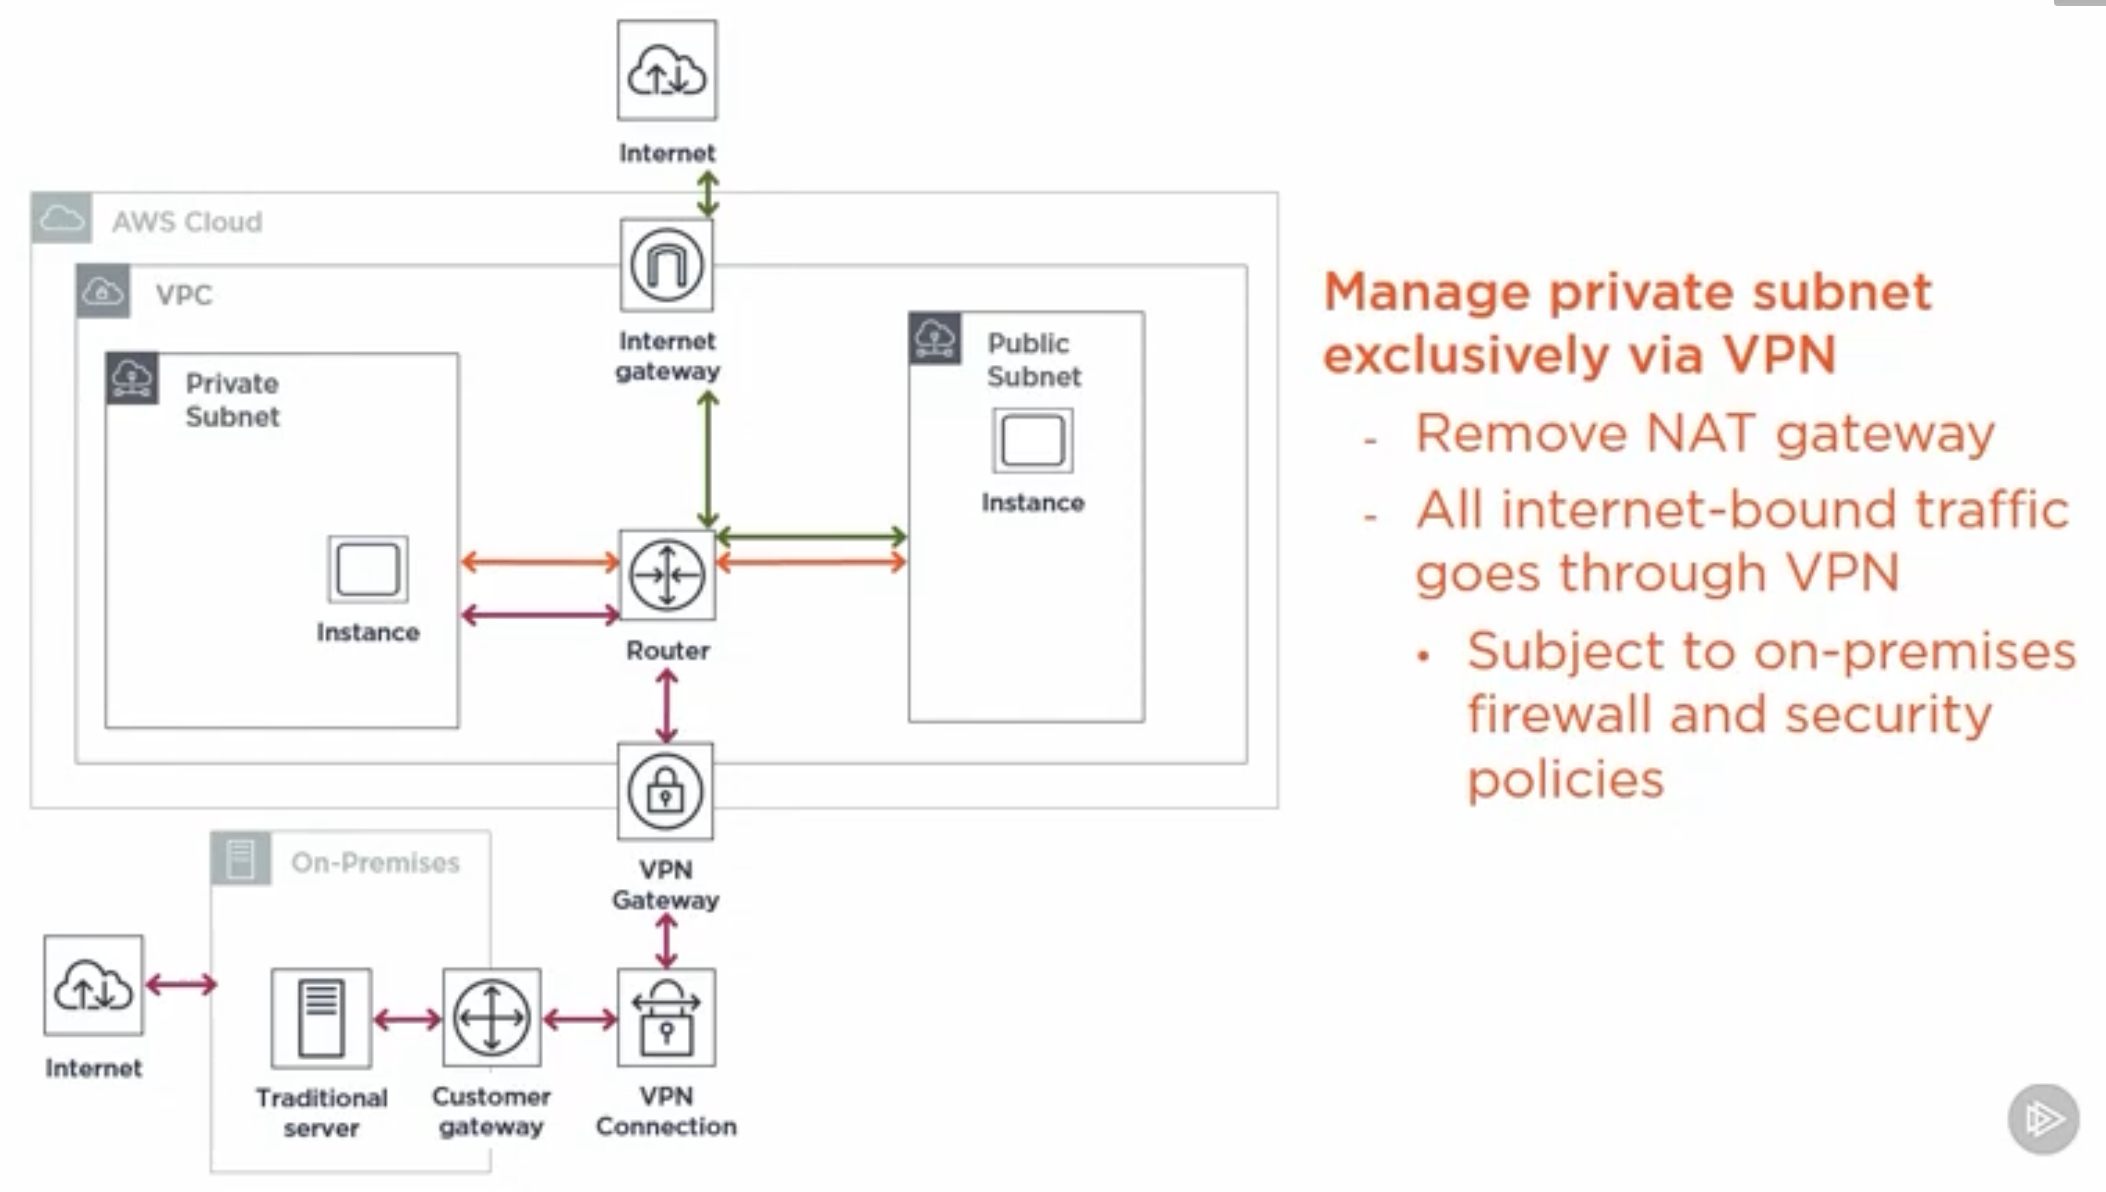 Internet
AWS Cloud
VPC
Internet
gateway
Private
Subnet
Public
Subnet
Instance
Instance
Router
VPN
Gateway
On-Premises
Internet
Traditional
server
Customer
gateway
VPN
Connection
Manage private subnet
exclusively via VPN
- Remove NAT gateway
- All internet-bound traffic
goes through VPN
• Subject to on-premises
firewall and security
policies